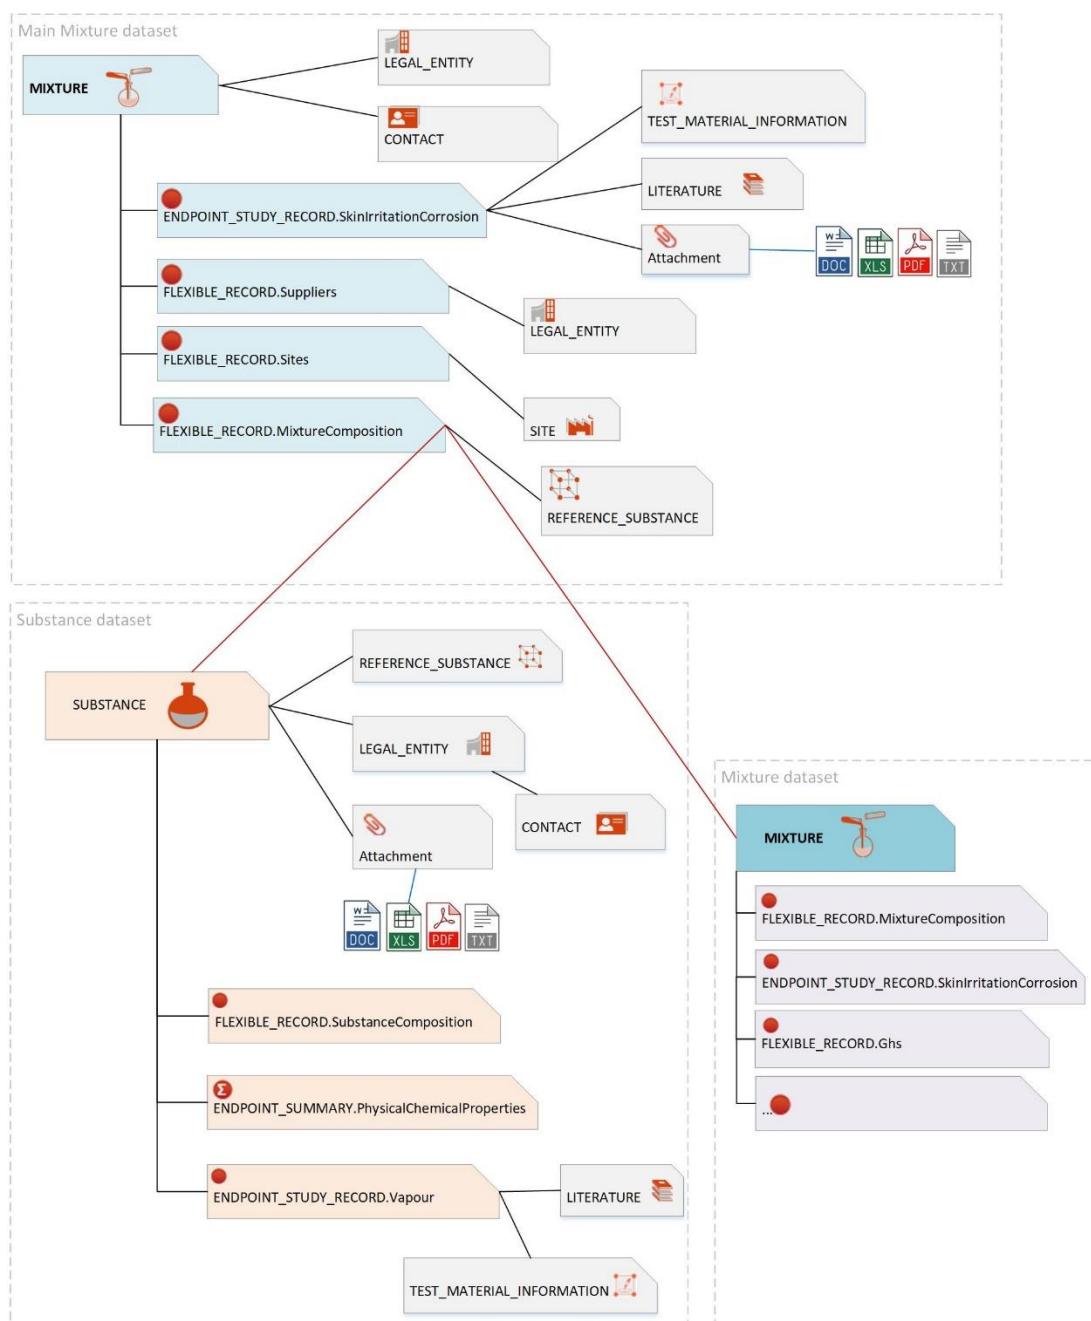 Main Mixture dataset
MIXTURE
LEGAL_ENTITY
CONTACT
TEST_MATERIAL_INFORMATION
LITERATURE
ENDPOINT_STUDY_RECORD.SkinIrritationCorrosion
Attachment
DOC XLS PDF TXT
FLEXIBLE_RECORD.Suppliers
LEGAL_ENTITY
FLEXIBLE_RECORD.Sites
SITE
FLEXIBLE_RECORD.MixtureComposition
REFERENCE_SUBSTANCE
Substance dataset
SUBSTANCE
REFERENCE_SUBSTANCE
LEGAL_ENTITY
CONTACT
Attachment
DOC XLS PDF TXT
FLEXIBLE_RECORD.SubstanceComposition
Σ
ENDPOINT_SUMMARY.PhysicalChemicalProperties
ENDPOINT_STUDY_RECORD.Vapour
LITERATURE
TEST_MATERIAL_INFORMATION
Mixture dataset
MIXTURE
FLEXIBLE_RECORD.MixtureComposition
ENDPOINT_STUDY_RECORD.SkinIrritationCorrosion
FLEXIBLE_RECORD.Ghs
...